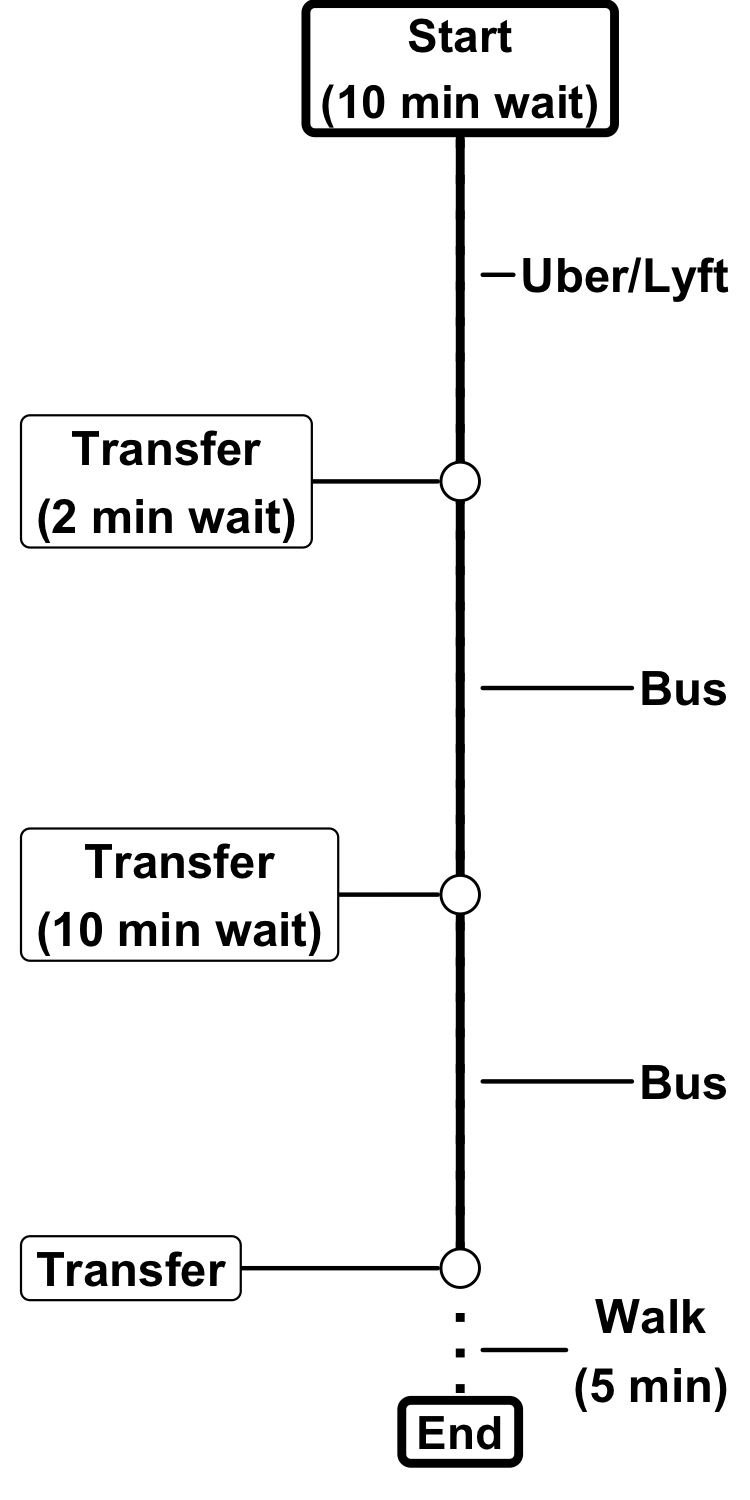 Start
(10 min wait)
Uber/Lyft
Transfer
(2 min wait)
Bus
Transfer
(10 min wait)
Bus
Transfer
Walk
(5 min)
End